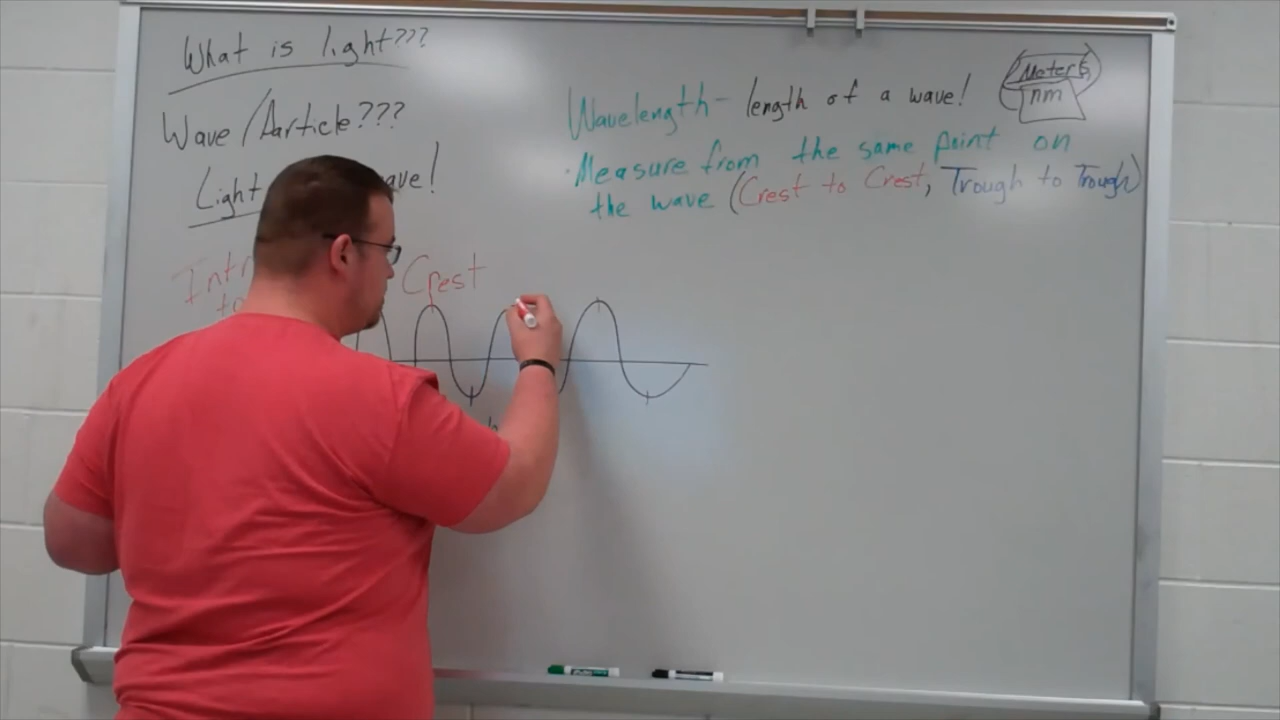 What is light???
Wave/Particle???
Light ave!
Crest
Wavelength- length of a wave!
Meters
nm
· Measure from the same point on
the wave (Crest to Crest, Trough to Trough)